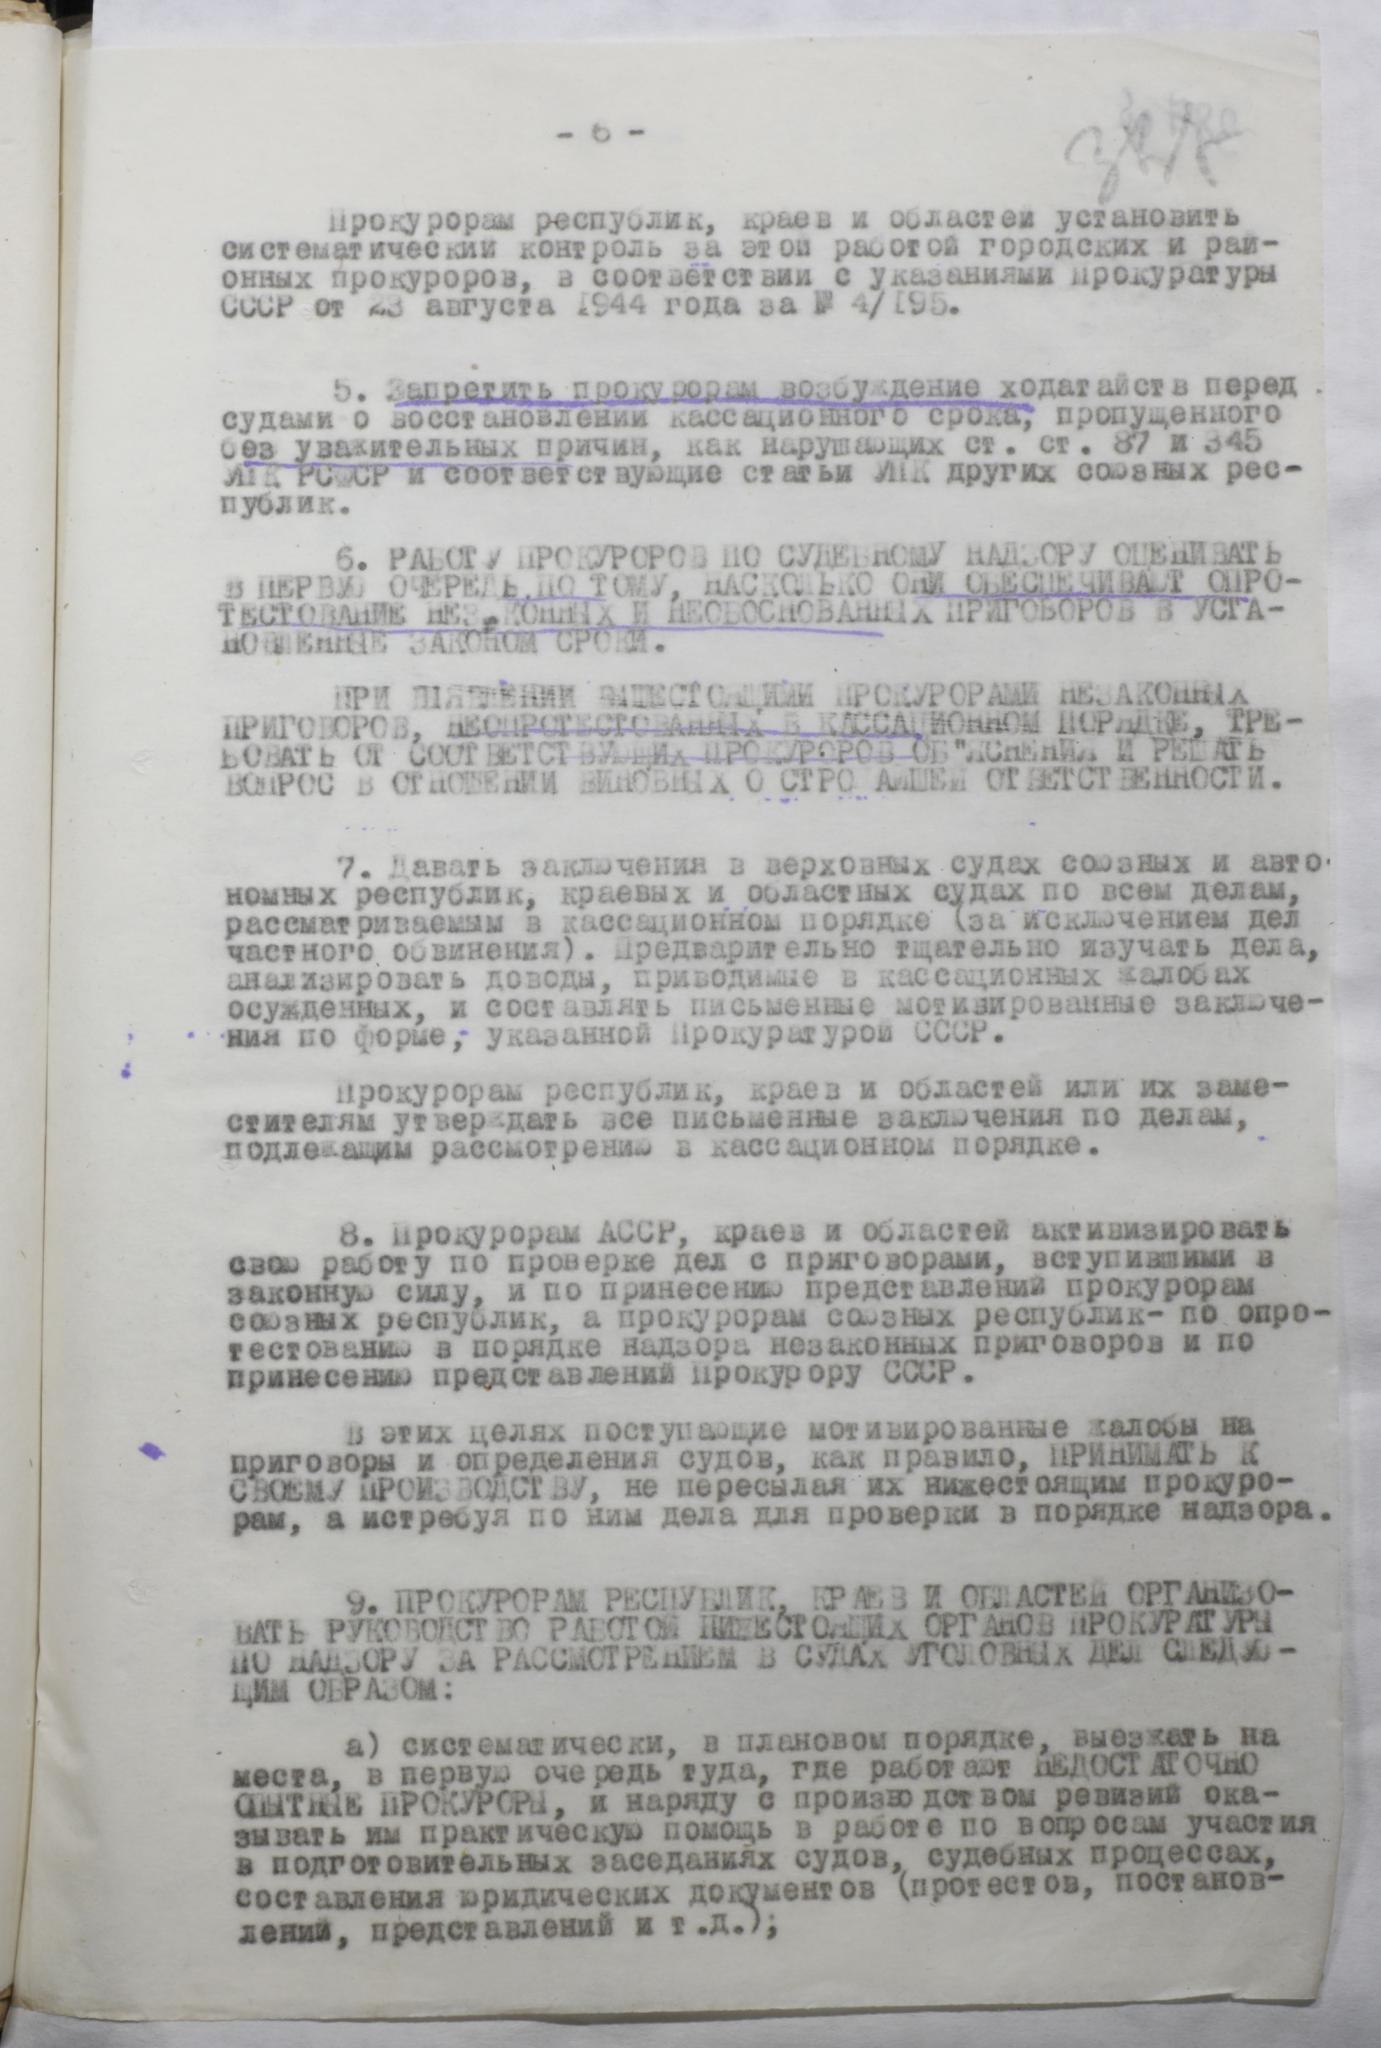 - 6 -
Прокурорам республик, краев и областей установить
систематический контроль за этой работой городских и рай-
онных прокуроров, в соответствии с указаниями Прокуратуры
СССР от 23 августа 1944 года за № 4/195.
5. Запретить прокурорам возбуждение ходатайств перед
судами о восстановлении кассационного срока, пропущенного
без уважительных причин, как нарушающих ст. ст. 87 и 345
УПК РСФСР и соответствующие статьи УПК других союзных рес-
публик.
6. РАБОТУ ПРОКУРОРОВ ПО СУДЕБНОМУ НАДЗОРУ ОЦЕНИВАТЬ
В ПЕРВУЮ ОЧЕРЕДЬ ПО ТОМУ, НАСКОЛЬКО ОНИ ОБЕСПЕЧИВАЮТ ОПРО-
ТЕСТОВАНИЕ НЕЗАКОННЫХ И НЕОБОСНОВАННЫХ ПРИГОВОРОВ В УСТА-
НОВЛЕННЫЕ ЗАКОНОМ СРОКИ.
ПРИ ВЫЯВЛЕНИИ ВЫШЕСТОЯЩИМИ ПРОКУРОРАМИ НЕЗАКОННЫХ
ПРИГОВОРОВ, НЕОПРОТЕСТОВАННЫХ В КАССАЦИОННОМ ПОРЯДКЕ, ТРЕ-
БОВАТЬ ОТ СООТВЕТСТВУЮЩИХ ПРОКУРОРОВ ОБ"ЯСНЕНИЯ И РЕШАТЬ
ВОПРОС В ОТНОШЕНИИ ВИНОВНЫХ О СТРОЖАЙШЕЙ ОТВЕТСТВЕННОСТИ.
7. Давать заключения в верховных судах союзных и авто-
номных республик, краевых и областных судах по всем делам,
рассматриваемым в кассационном порядке (за исключением дел
частного обвинения). Предварительно тщательно изучать дела,
анализировать доводы, приводимые в кассационных жалобах
осужденных, и составлять письменные мотивированные заключе-
ния по форме, указанной Прокуратурой СССР.
Прокурорам республик, краев и областей или их заме-
стителям утверждать все письменные заключения по делам,
подлежащим рассмотрению в кассационном порядке.
8. Прокурорам АССР, краев и областей активизировать
свою работу по проверке дел с приговорами, вступившими в
законную силу, и по принесению представлений прокурорам
союзных республик, а прокурорам союзных республик- по опро-
тестованию в порядке надзора незаконных приговоров и по
принесению представлений Прокурору СССР.
В этих целях поступающие мотивированные жалобы на
приговоры и определения судов, как правило, ПРИНИМАТЬ К
СВОЕМУ ПРОИЗВОДСТВУ, не пересылая их нижестоящим прокуро-
рам, а истребуя по ним дела для проверки в порядке надзора.
9. ПРОКУРОРАМ РЕСПУБЛИК, КРАЕВ И ОБЛАСТЕЙ ОРГАНИЗО-
ВАТЬ РУКОВОДСТВО РАБОТОЙ НИЖЕСТОЯЩИХ ОРГАНОВ ПРОКУРАТУРЫ
ПО НАДЗОРУ ЗА РАССМОТРЕНИЕМ В СУДАХ УГОЛОВНЫХ ДЕЛ СЛЕДУЮ-
ЩИМ ОБРАЗОМ:
а) систематически, в плановом порядке, выезжать на
места, в первую очередь туда, где работают НЕДОСТАТОЧНО
ОПЫТНЫЕ ПРОКУРОРЫ, и наряду с производством ревизий ока-
зывать им практическую помощь в работе по вопросам участия
в подготовительных заседаниях судов, судебных процессах,
составления юридических документов (протестов, постанов-
лений, представлений и т.д.);